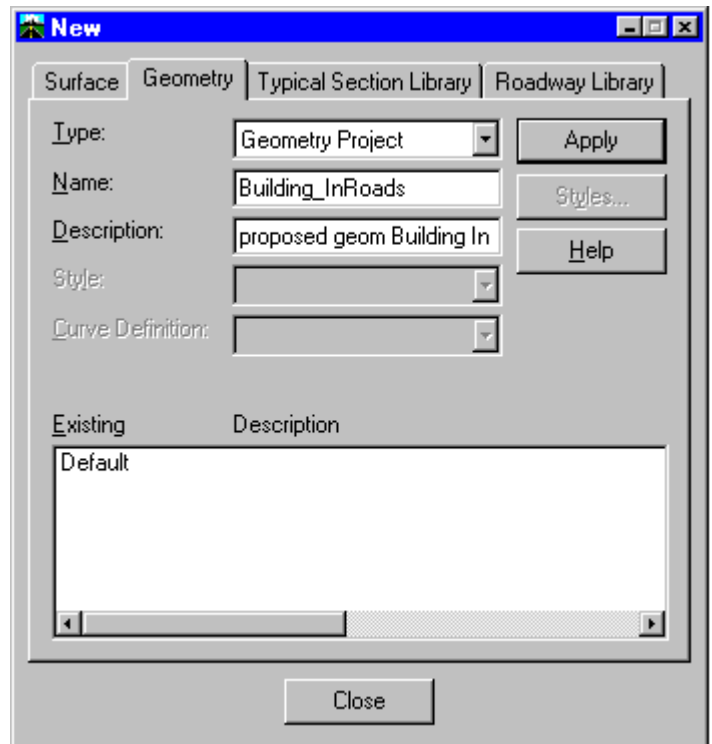 New
Surface Geometry Typical Section Library Roadway Library
Type: Geometry Project Apply
Name: Building_InRoads Styles...
Description: proposed geom Building In Help
Style:
Curve Definition:
Existing Description
Default
Close